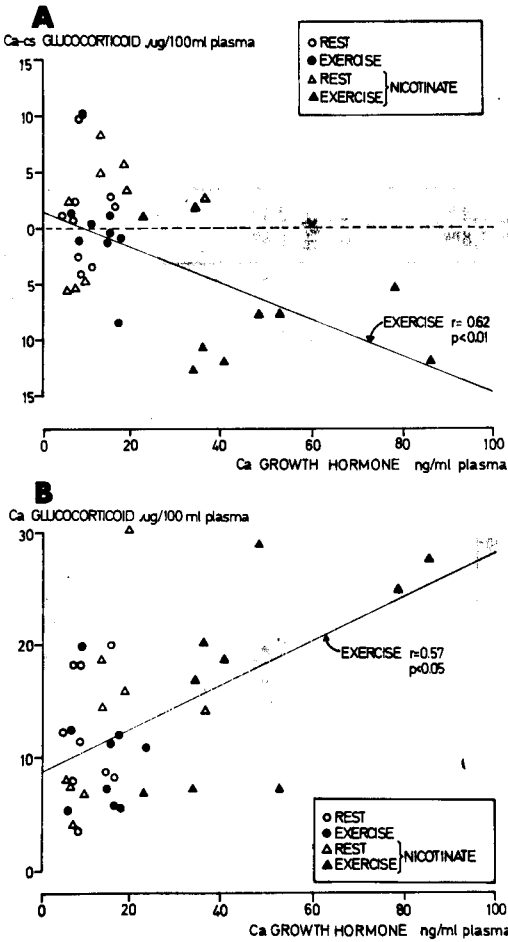 A
Ca-cs GLUCOCORTICOID µg/100ml plasma
○ REST
● EXERCISE
△ REST
▲ EXERCISE
NICOTINATE
15
10
5
0
5
10
15
EXERCISE r= 0.62
p<0.01
0 20 40 60 80 100
Ca GROWTH HORMONE ng/ml plasma
B
Ca GLUCOCORTICOID µg/100 ml plasma
30
20
10
0
EXERCISE r=0.57
p<0.05
○ REST
● EXERCISE
△ REST
▲ EXERCISE
NICOTINATE
0 20 40 60 80 100
Ca GROWTH HORMONE ng/ml plasma